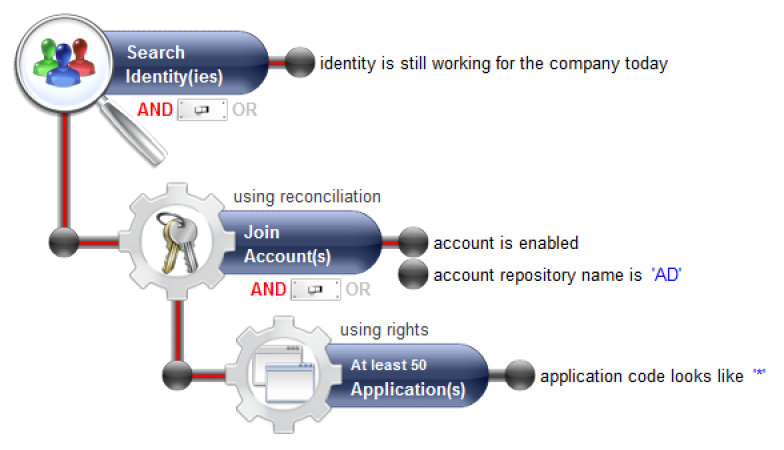 Search
Identity(ies)
identity is still working for the company today
AND OR
using reconciliation
Join
Account(s)
account is enabled
account repository name is 'AD'
AND OR
using rights
At least 50
Application(s)
application code looks like '*'